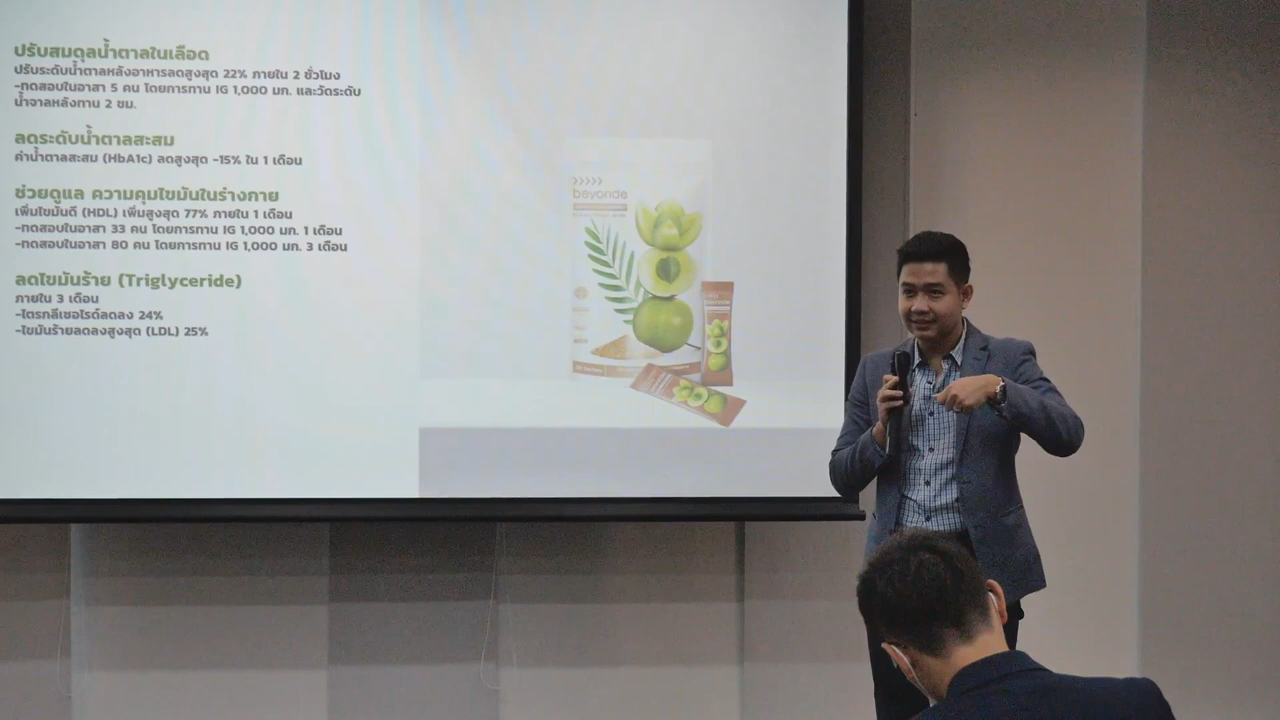 ปรับสมดุลน้ำตาลในเลือด
ปรับระดับน้ำตาลหลังอาหารลดสูงสุด 22% ภายใน 2 ชั่วโมง
-ทดสอบในอาสา 5 คน โดยการทาน IG 1,000 มก. และวัดระดับ
น้ำจาลหลังทาน 2 ชม.
ลดระดับน้ำตาลสะสม
ค่าน้ำตาลสะสม (HbA1c) ลดสูงสุด -15% ใน 1 เดือน
ช่วยดูแล ความคุมไขมันในร่างกาย
เพิ่มไขมันดี (HDL) เพิ่มสูงสุด 77% ภายใน 1 เดือน
-ทดสอบในอาสา 33 คน โดยการทาน IG 1,000 มก. 1 เดือน
-ทดสอบในอาสา 80 คน โดยการทาน IG 1,000 มก. 3 เดือน
ลดไขมันร้าย (Triglyceride)
ภายใน 3 เดือน
-ไตรกลีเซอไรด์ลดลง 24%
-ไขมันร้ายลดลงสูงสุด (LDL) 25%
beyonde